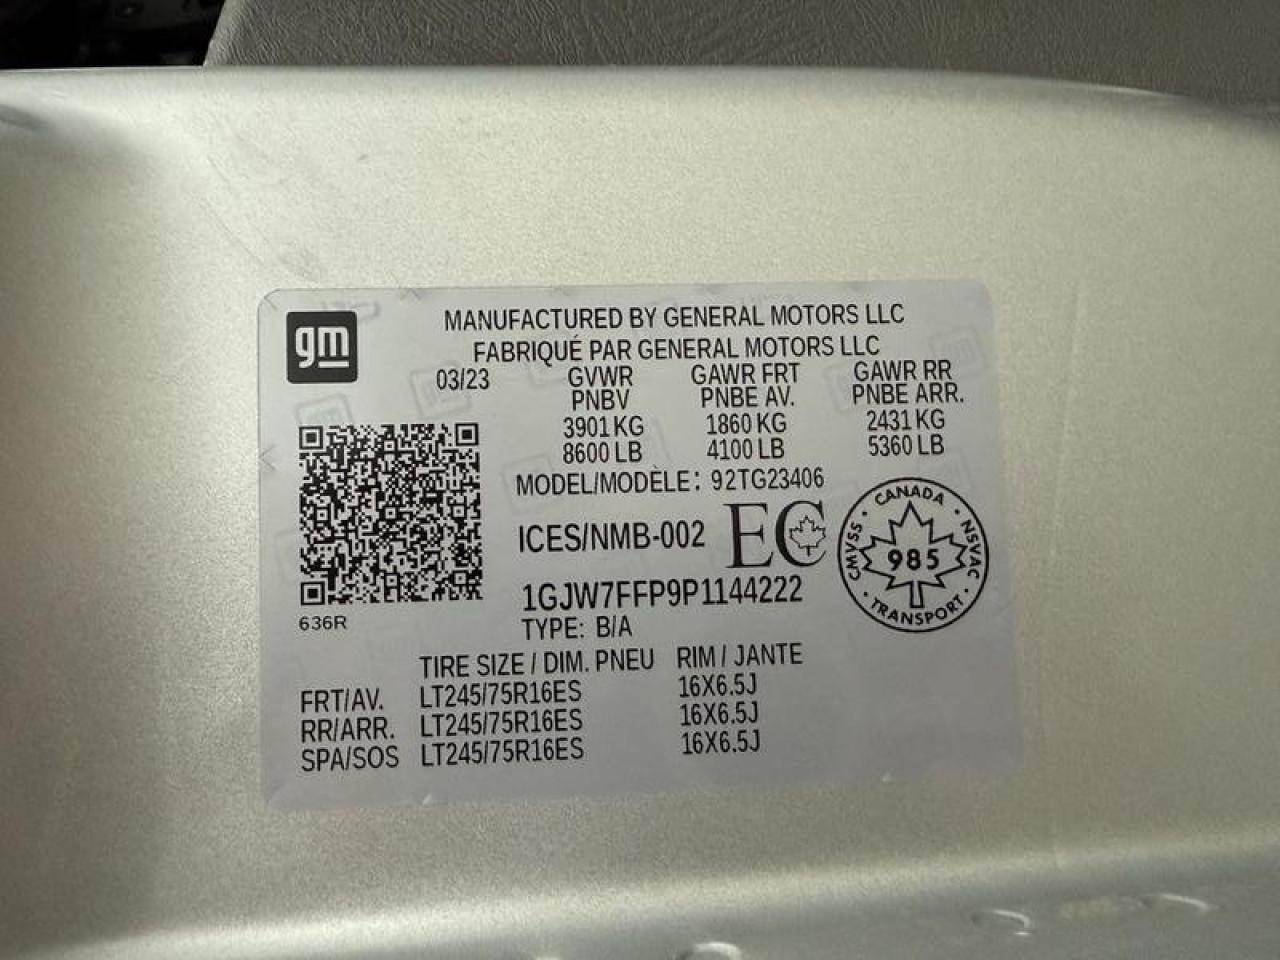 gm
MANUFACTURED BY GENERAL MOTORS LLC
FABRIQUÉ PAR GENERAL MOTORS LLC
03/23 GVWR GAWR FRT GAWR RR
PNBV PNBE AV. PNBE ARR.
3901 KG 1860 KG 2431 KG
8600 LB 4100 LB 5360 LB
MODEL/MODÈLE: 92TG23406
ICES/NMB-002 EC
CANADA
CMVSS • NSVAC
985
TRANSPORT
1GJW7FFP9P1144222
636R
TYPE: B/A
TIRE SIZE / DIM. PNEU RIM / JANTE
FRT/AV. LT245/75R16ES 16X6.5J
RR/ARR. LT245/75R16ES 16X6.5J
SPA/SOS LT245/75R16ES 16X6.5J